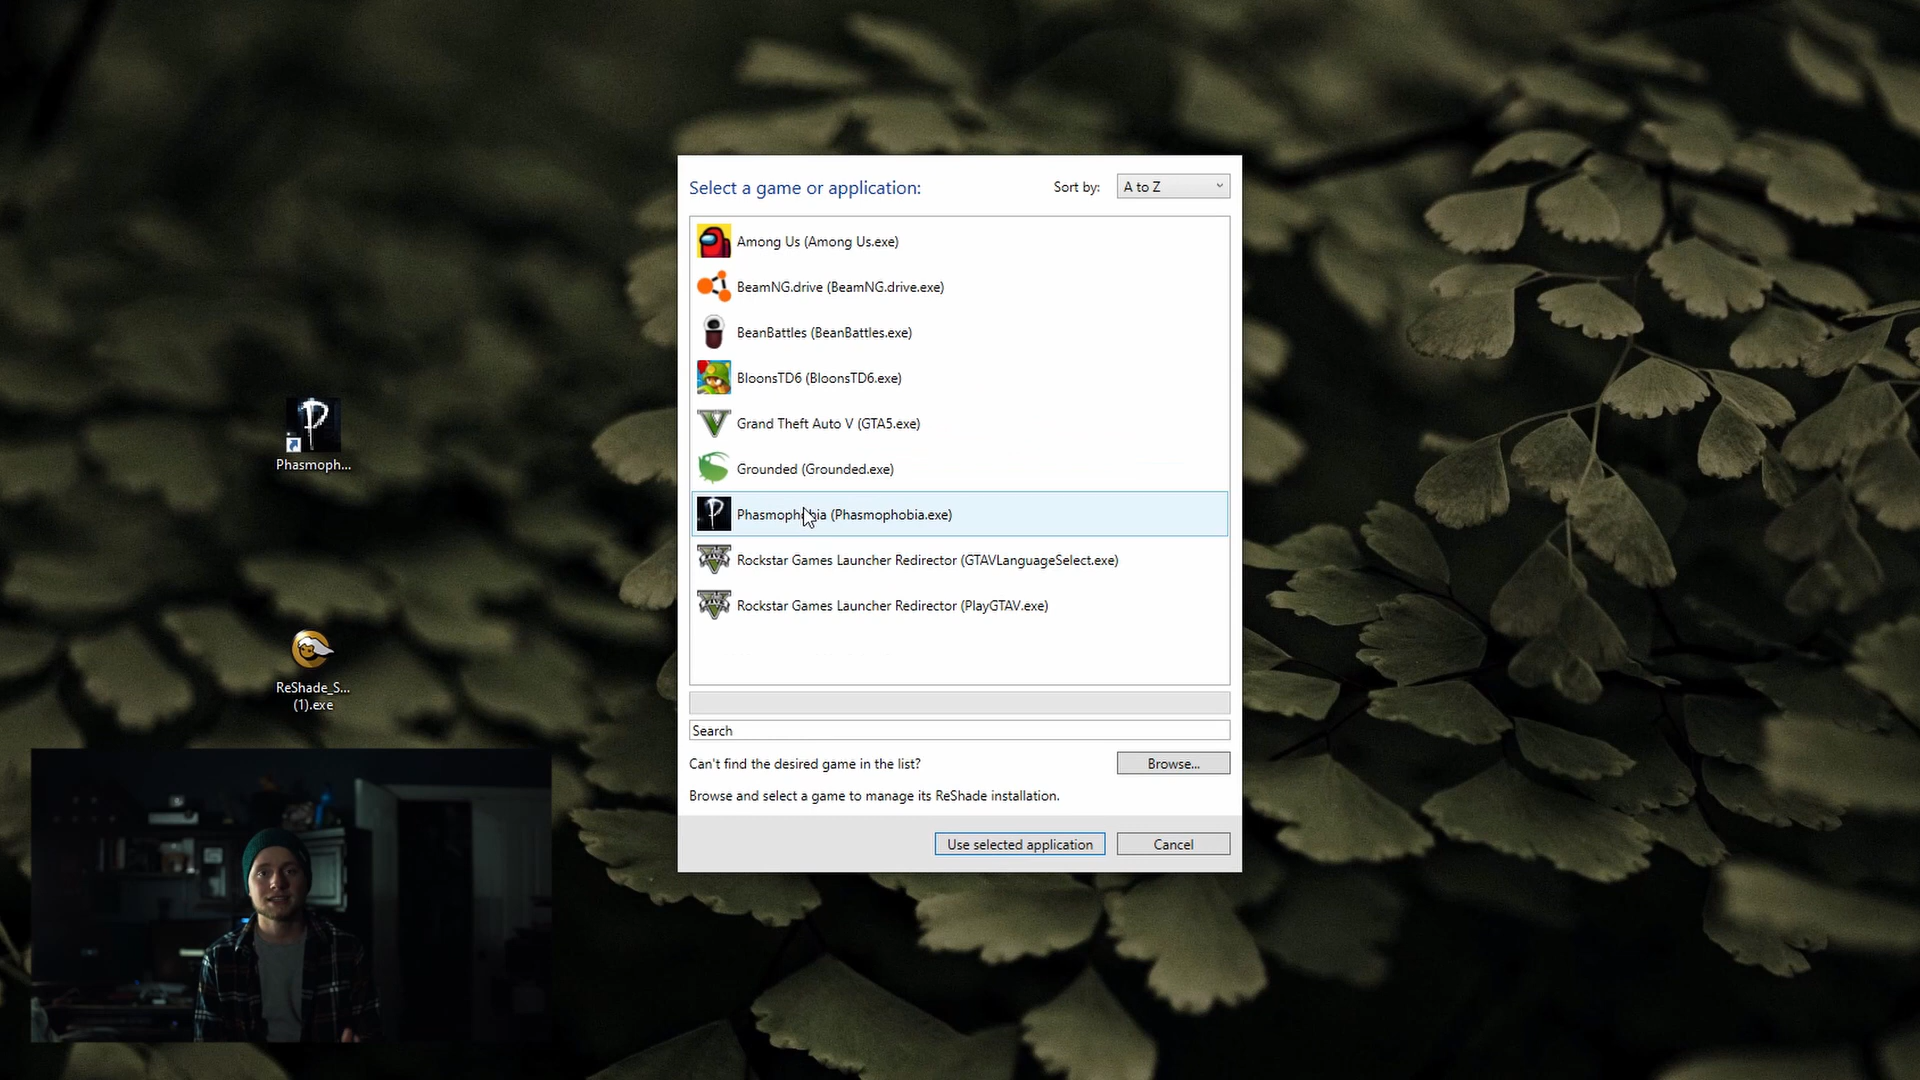 Select a game or application:
Sort by:
A to Z
Among Us (Among Us.exe)
BeamNG.drive (BeamNG.drive.exe)
BeanBattles (BeanBattles.exe)
BloonsTD6 (BloonsTD6.exe)
Grand Theft Auto V (GTA5.exe)
Grounded (Grounded.exe)
Phasmophobia (Phasmophobia.exe)
Rockstar Games Launcher Redirector (GTAVLanguageSelect.exe)
Rockstar Games Launcher Redirector (PlayGTAV.exe)
Search
Can't find the desired game in the list?
Browse...
Browse and select a game to manage its ReShade installation.
Use selected application
Cancel
Phasmoph...
ReShade_S...
(1).exe